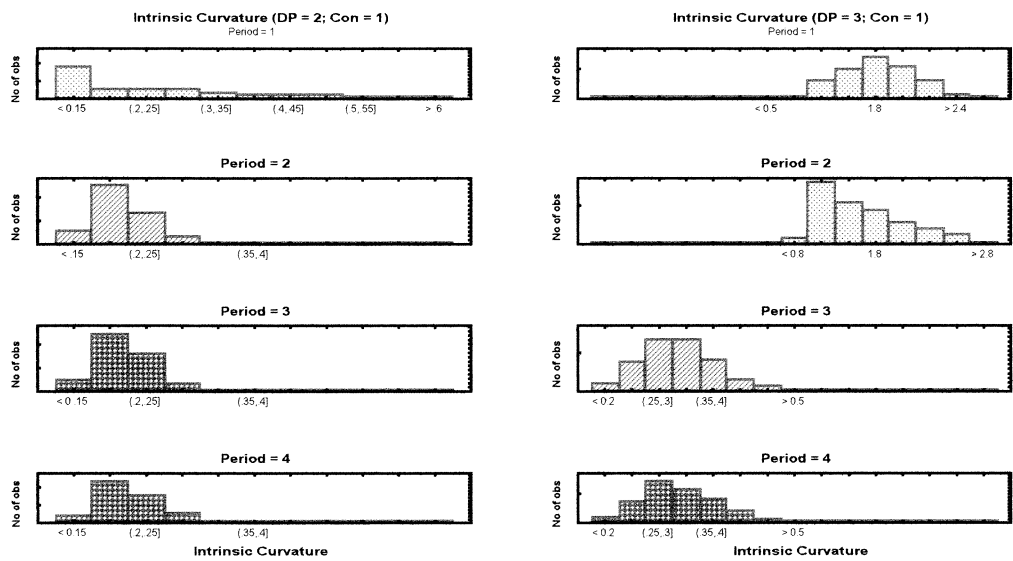 Intrinsic Curvature (DP = 2; Con = 1)
Period = 1
No of obs
< 0.15 (.2,.25] (.3,.35] (.4,.45] (.5,.55] > .6
Period = 2
No of obs
< .15 (.2,.25] (.35,.4]
Period = 3
No of obs
< 0.15 (.2,.25] (.35,.4]
Period = 4
No of obs
< 0.15 (.2,.25] (.35,.4]
Intrinsic Curvature
Intrinsic Curvature (DP = 3; Con = 1)
Period = 1
No of obs
< 0.5 1.8 > 2.4
Period = 2
No of obs
< 0.8 1.8 > 2.8
Period = 3
No of obs
< 0.2 (.25,.3] (.35,.4] > 0.5
Period = 4
No of obs
< 0.2 (.25,.3] (.35,.4] > 0.5
Intrinsic Curvature